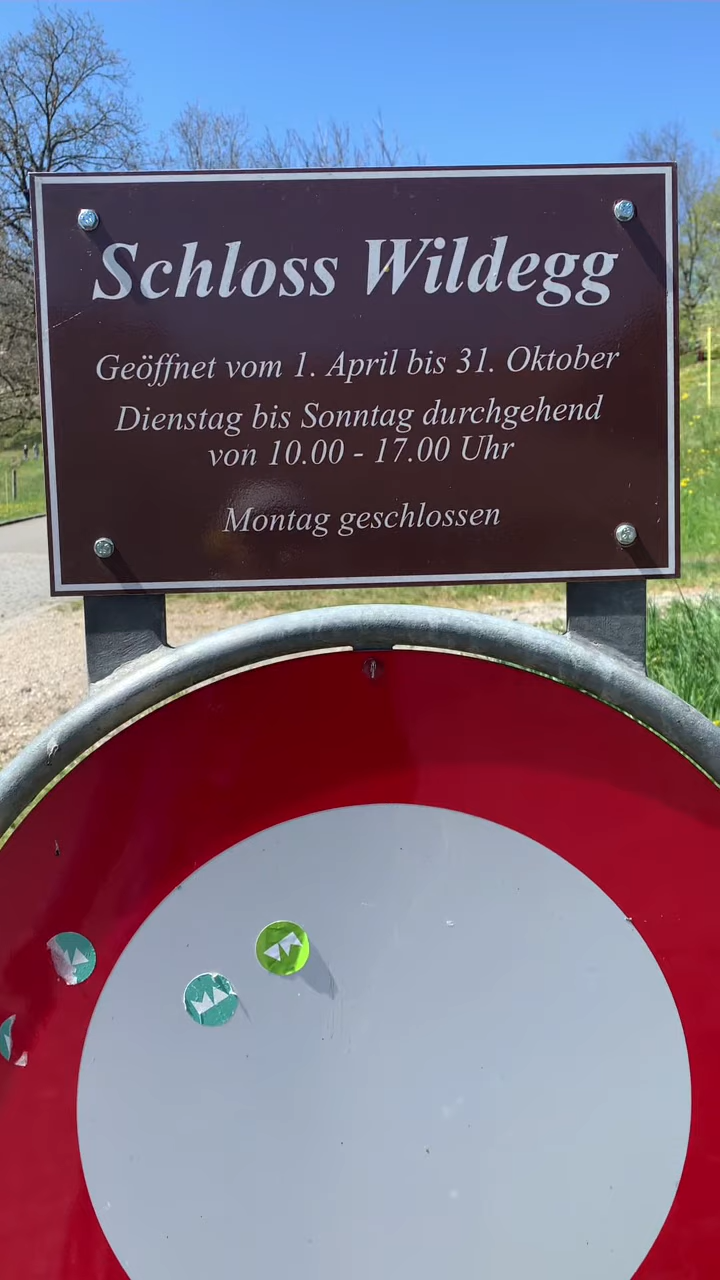 Schloss Wildegg
Geöffnet vom 1. April bis 31. Oktober
Dienstag bis Sonntag durchgehend
von 10.00 - 17.00 Uhr
Montag geschlossen